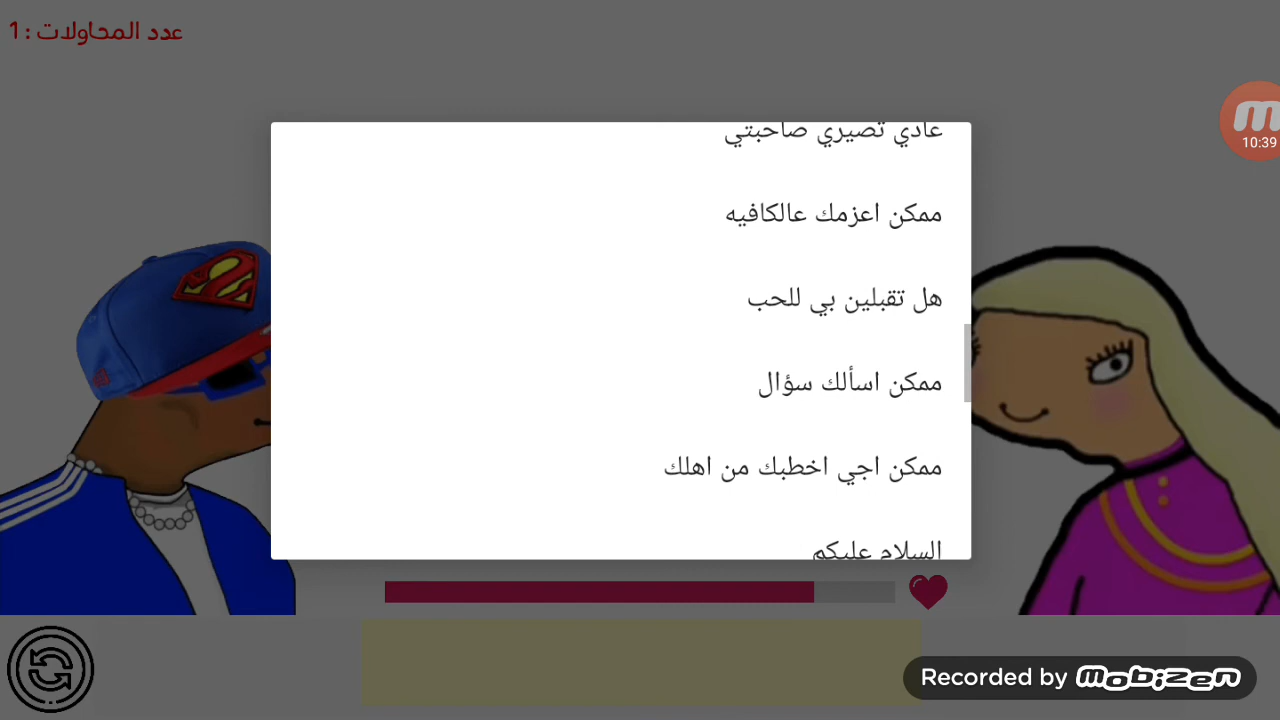 عدد المحاولات : 1
عادي تصيري صاحبتي
ممكن اعزمك عالكافيه
هل تقبلين بي للحب
ممكن اسألك سؤال
ممكن اجي اخطبك من اهلك
السلام عليكم
10:39
Recorded by mobizen